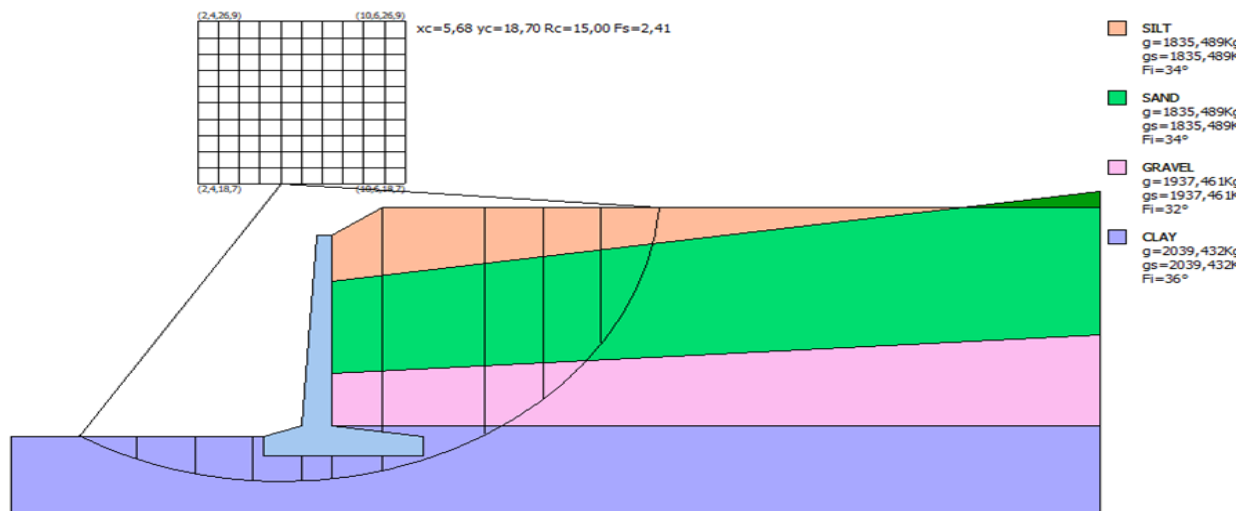 (2,4,26,9)
(10,6,26,9)
xc=5,68 yc=18,70 Rc=15,00 Fs=2,41
(2,4,18,7)
(10,6,18,7)
SILT
g=1835,489Kg
gs=1835,489K
Fi=34°
SAND
g=1835,489Kg
gs=1835,489K
Fi=34°
GRAVEL
g=1937,461Kg
gs=1937,461K
Fi=32°
CLAY
g=2039,432Kg
gs=2039,432K
Fi=36°